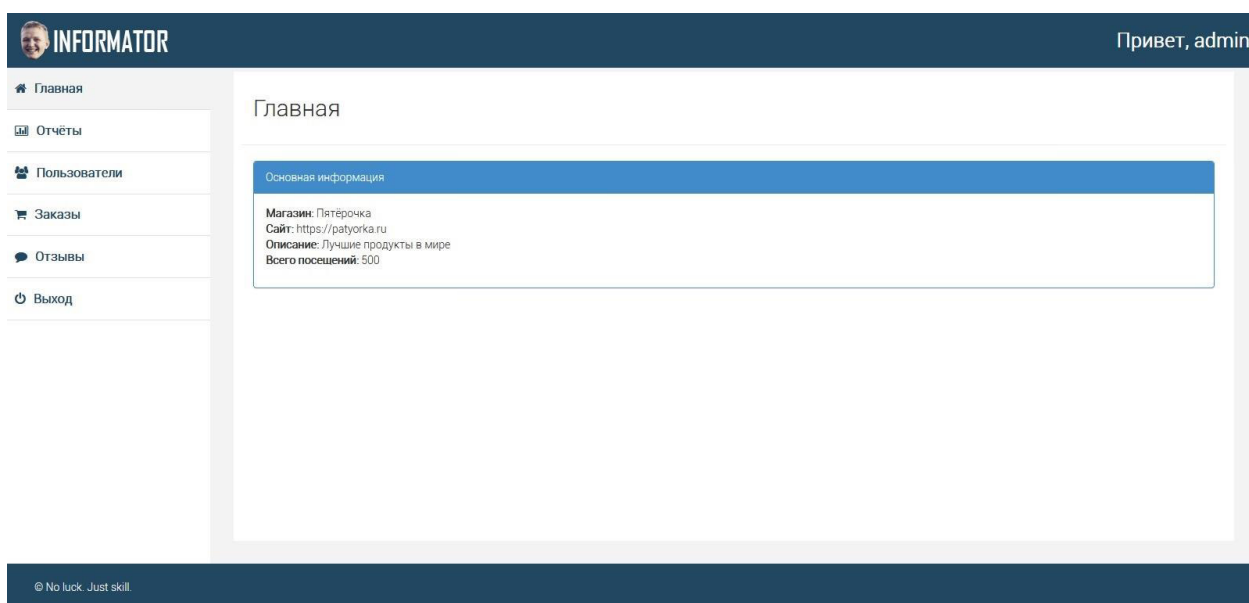 INFORMATOR
Привет, admin
Главная
Отчёты
Пользователи
Заказы
Отзывы
Выход
Главная
Основная информация
Магазин: Пятёрочка
Сайт: https://patyorka.ru
Описание: Лучшие продукты в мире
Всего посещений: 500
© No luck. Just skill.